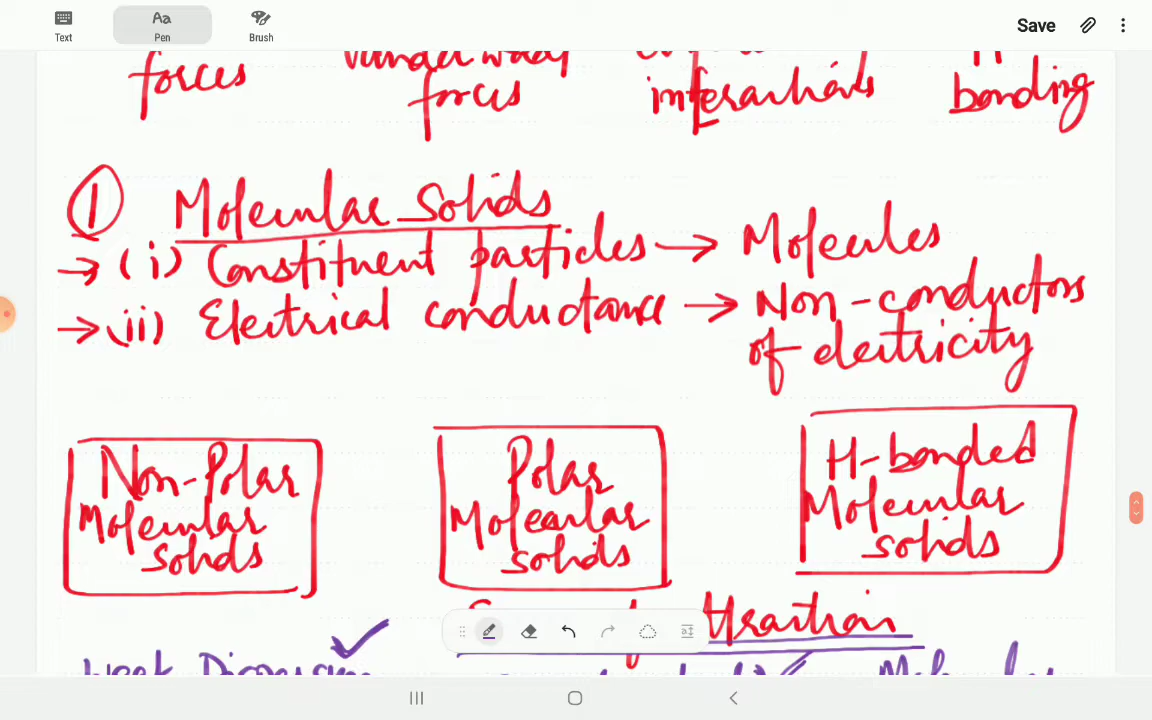 Text Pen Brush Save
forces forces interactions bonding
① Molecular Solids
→ (i) Constituent particles → Molecules
→ (ii) Electrical conductance → Non-conductors
of electricity
Non-Polar
Molecular
solids
Polar
Molecular
solids
H-bonded
Molecular
solids